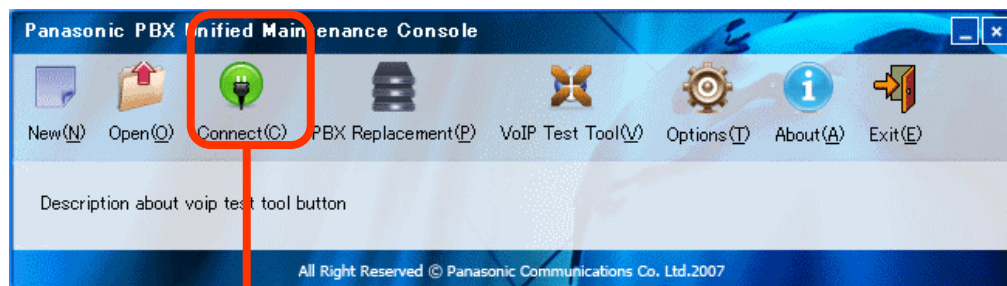 Panasonic PBX Unified Maintenance Console
New(N) Open(O) Connect(C) PBX Replacement(P) VoIP Test Tool(V) Options(T) About(A) Exit(E)
Description about voip test tool button
All Right Reserved © Panasonic Communications Co. Ltd.2007